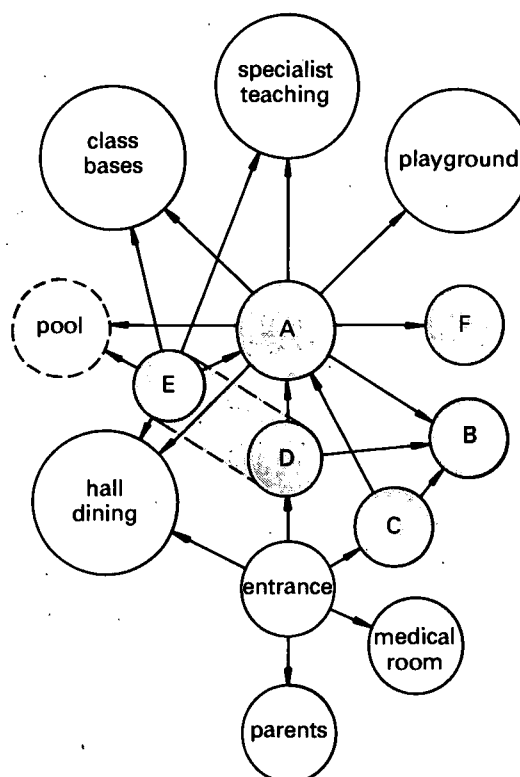 specialist
teaching
class
bases
playground
pool
A
F
E
B
D
hall
dining
C
entrance
medical
room
parents